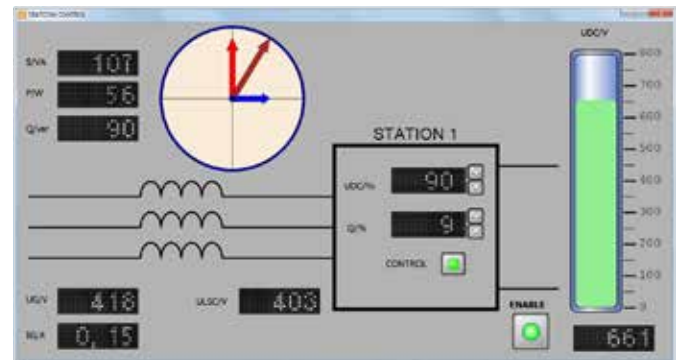 STATCOM CONTROL
UDC/V
S/VA 107
P/W 56
Q/var 90
800
700
600
500
400
300
200
100
0
STATION 1
UDC/% 90
Q/% 9
CONTROL
UG/V 418
ULSC/V 403
IG/A 0, 15
ENABLE
661